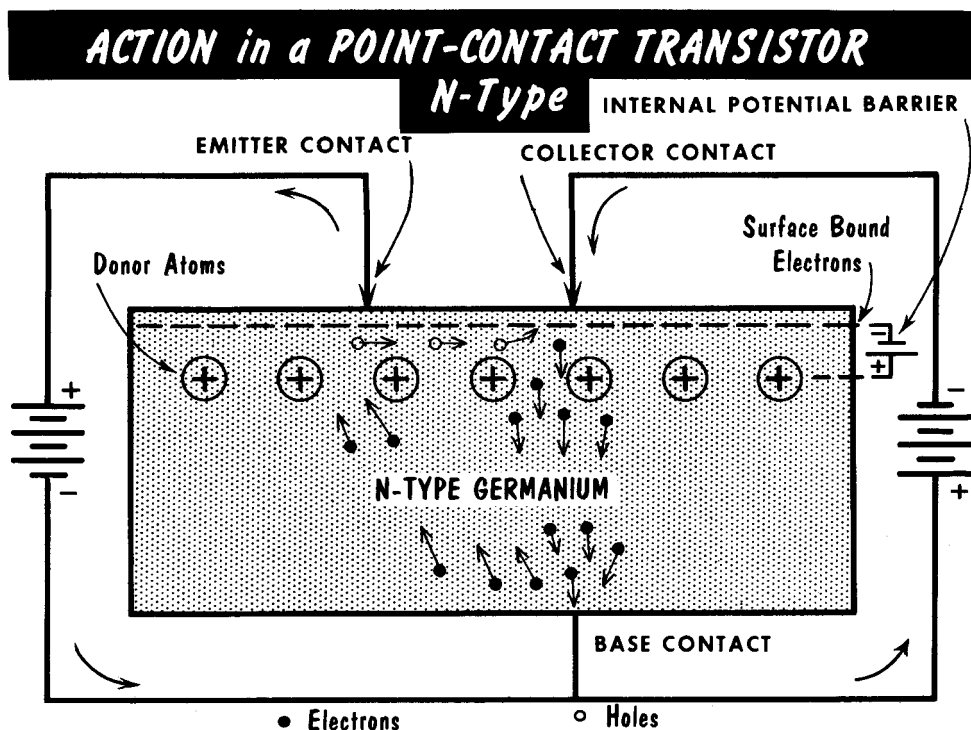 ACTION in a POINT-CONTACT TRANSISTOR
N-Type
INTERNAL POTENTIAL BARRIER
EMITTER CONTACT
COLLECTOR CONTACT
Surface Bound
Electrons
Donor Atoms
−
+
+ + + + + + +
+
−
−
+
N-TYPE GERMANIUM
BASE CONTACT
Electrons
Holes